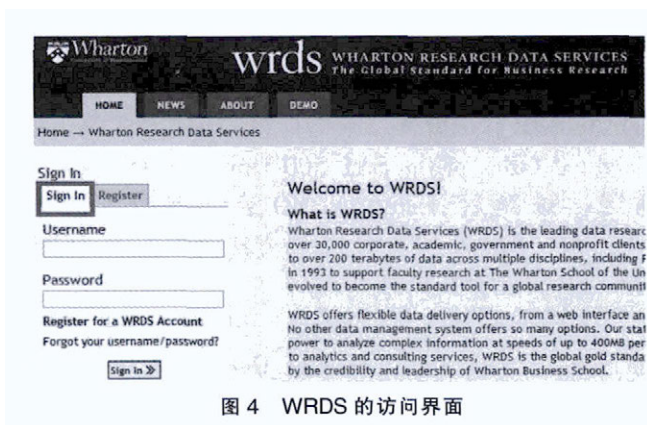 Wharton
wrds WHARTON RESEARCH DATA SERVICES
The Global Standard for Business Research
HOME NEWS ABOUT DEMO
Home → Wharton Research Data Services
Sign In
Sign In Register
Username
Password
Register for a WRDS Account
Forgot your username/password?
Sign In »
Welcome to WRDS!
What is WRDS?
Wharton Research Data Services (WRDS) is the leading data researc
over 30,000 corporate, academic, government and nonprofit clients
to over 200 terabytes of data across multiple disciplines, including F
in 1993 to support faculty research at The Wharton School of the Un
evolved to become the standard tool for a global research communit
WRDS offers flexible data delivery options, from a web interface an
No other data management system offers so many options. Our staf
power to analyze complex information at speeds of up to 400MB per
to analytics and consulting services, WRDS is the global gold standa
by the credibility and leadership of Wharton Business School.
图 4 WRDS 的访问界面